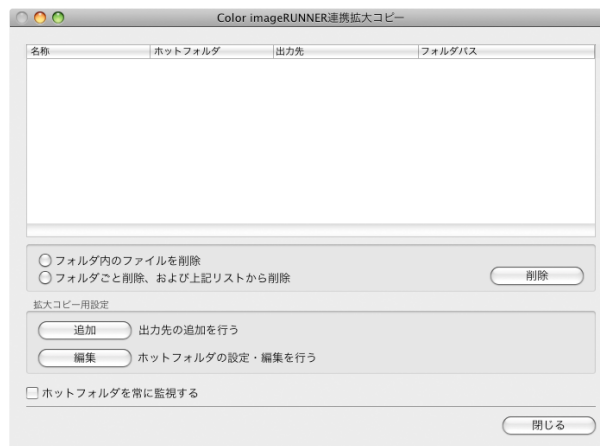 Color imageRUNNER連携拡大コピー
名称 ホットフォルダ 出力先 フォルダパス
フォルダ内のファイルを削除
フォルダごと削除、および上記リストから削除
削除
拡大コピー用設定
追加 出力先の追加を行う
編集 ホットフォルダの設定・編集を行う
ホットフォルダを常に監視する
閉じる